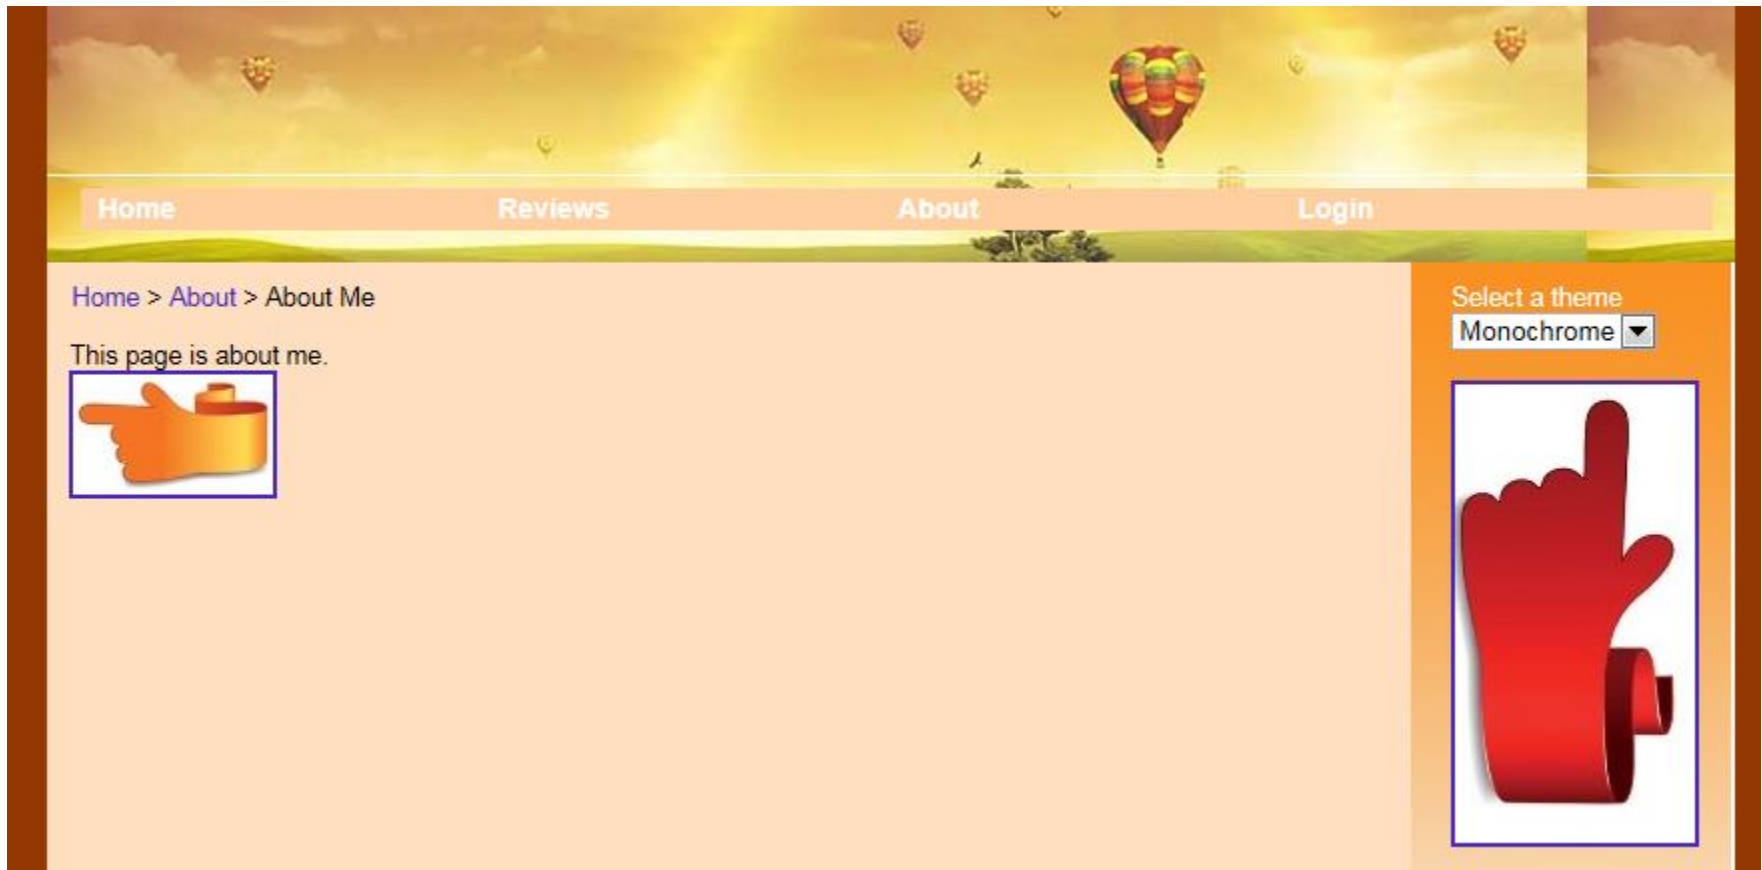 Home Reviews About Login
Home > About > About Me
This page is about me.
Select a theme
Monochrome